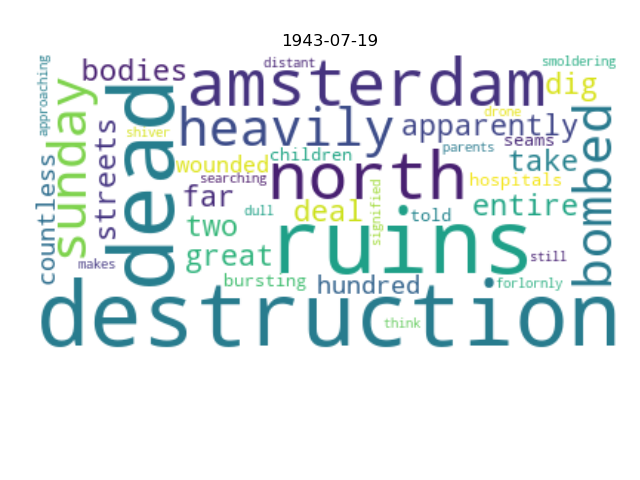 1943-07-19
approaching
bodies
distant
smoldering
amsterdam
dig
sunday
dead
heavily
drone
apparently
bombed
streets
shiver
seams
countless
wounded
children
parents
take
searching
north
hospitals
far
signified
deal
entire
dull
told
two
ruins
great
still
makes
bursting
hundred
forlornly
destruction
think